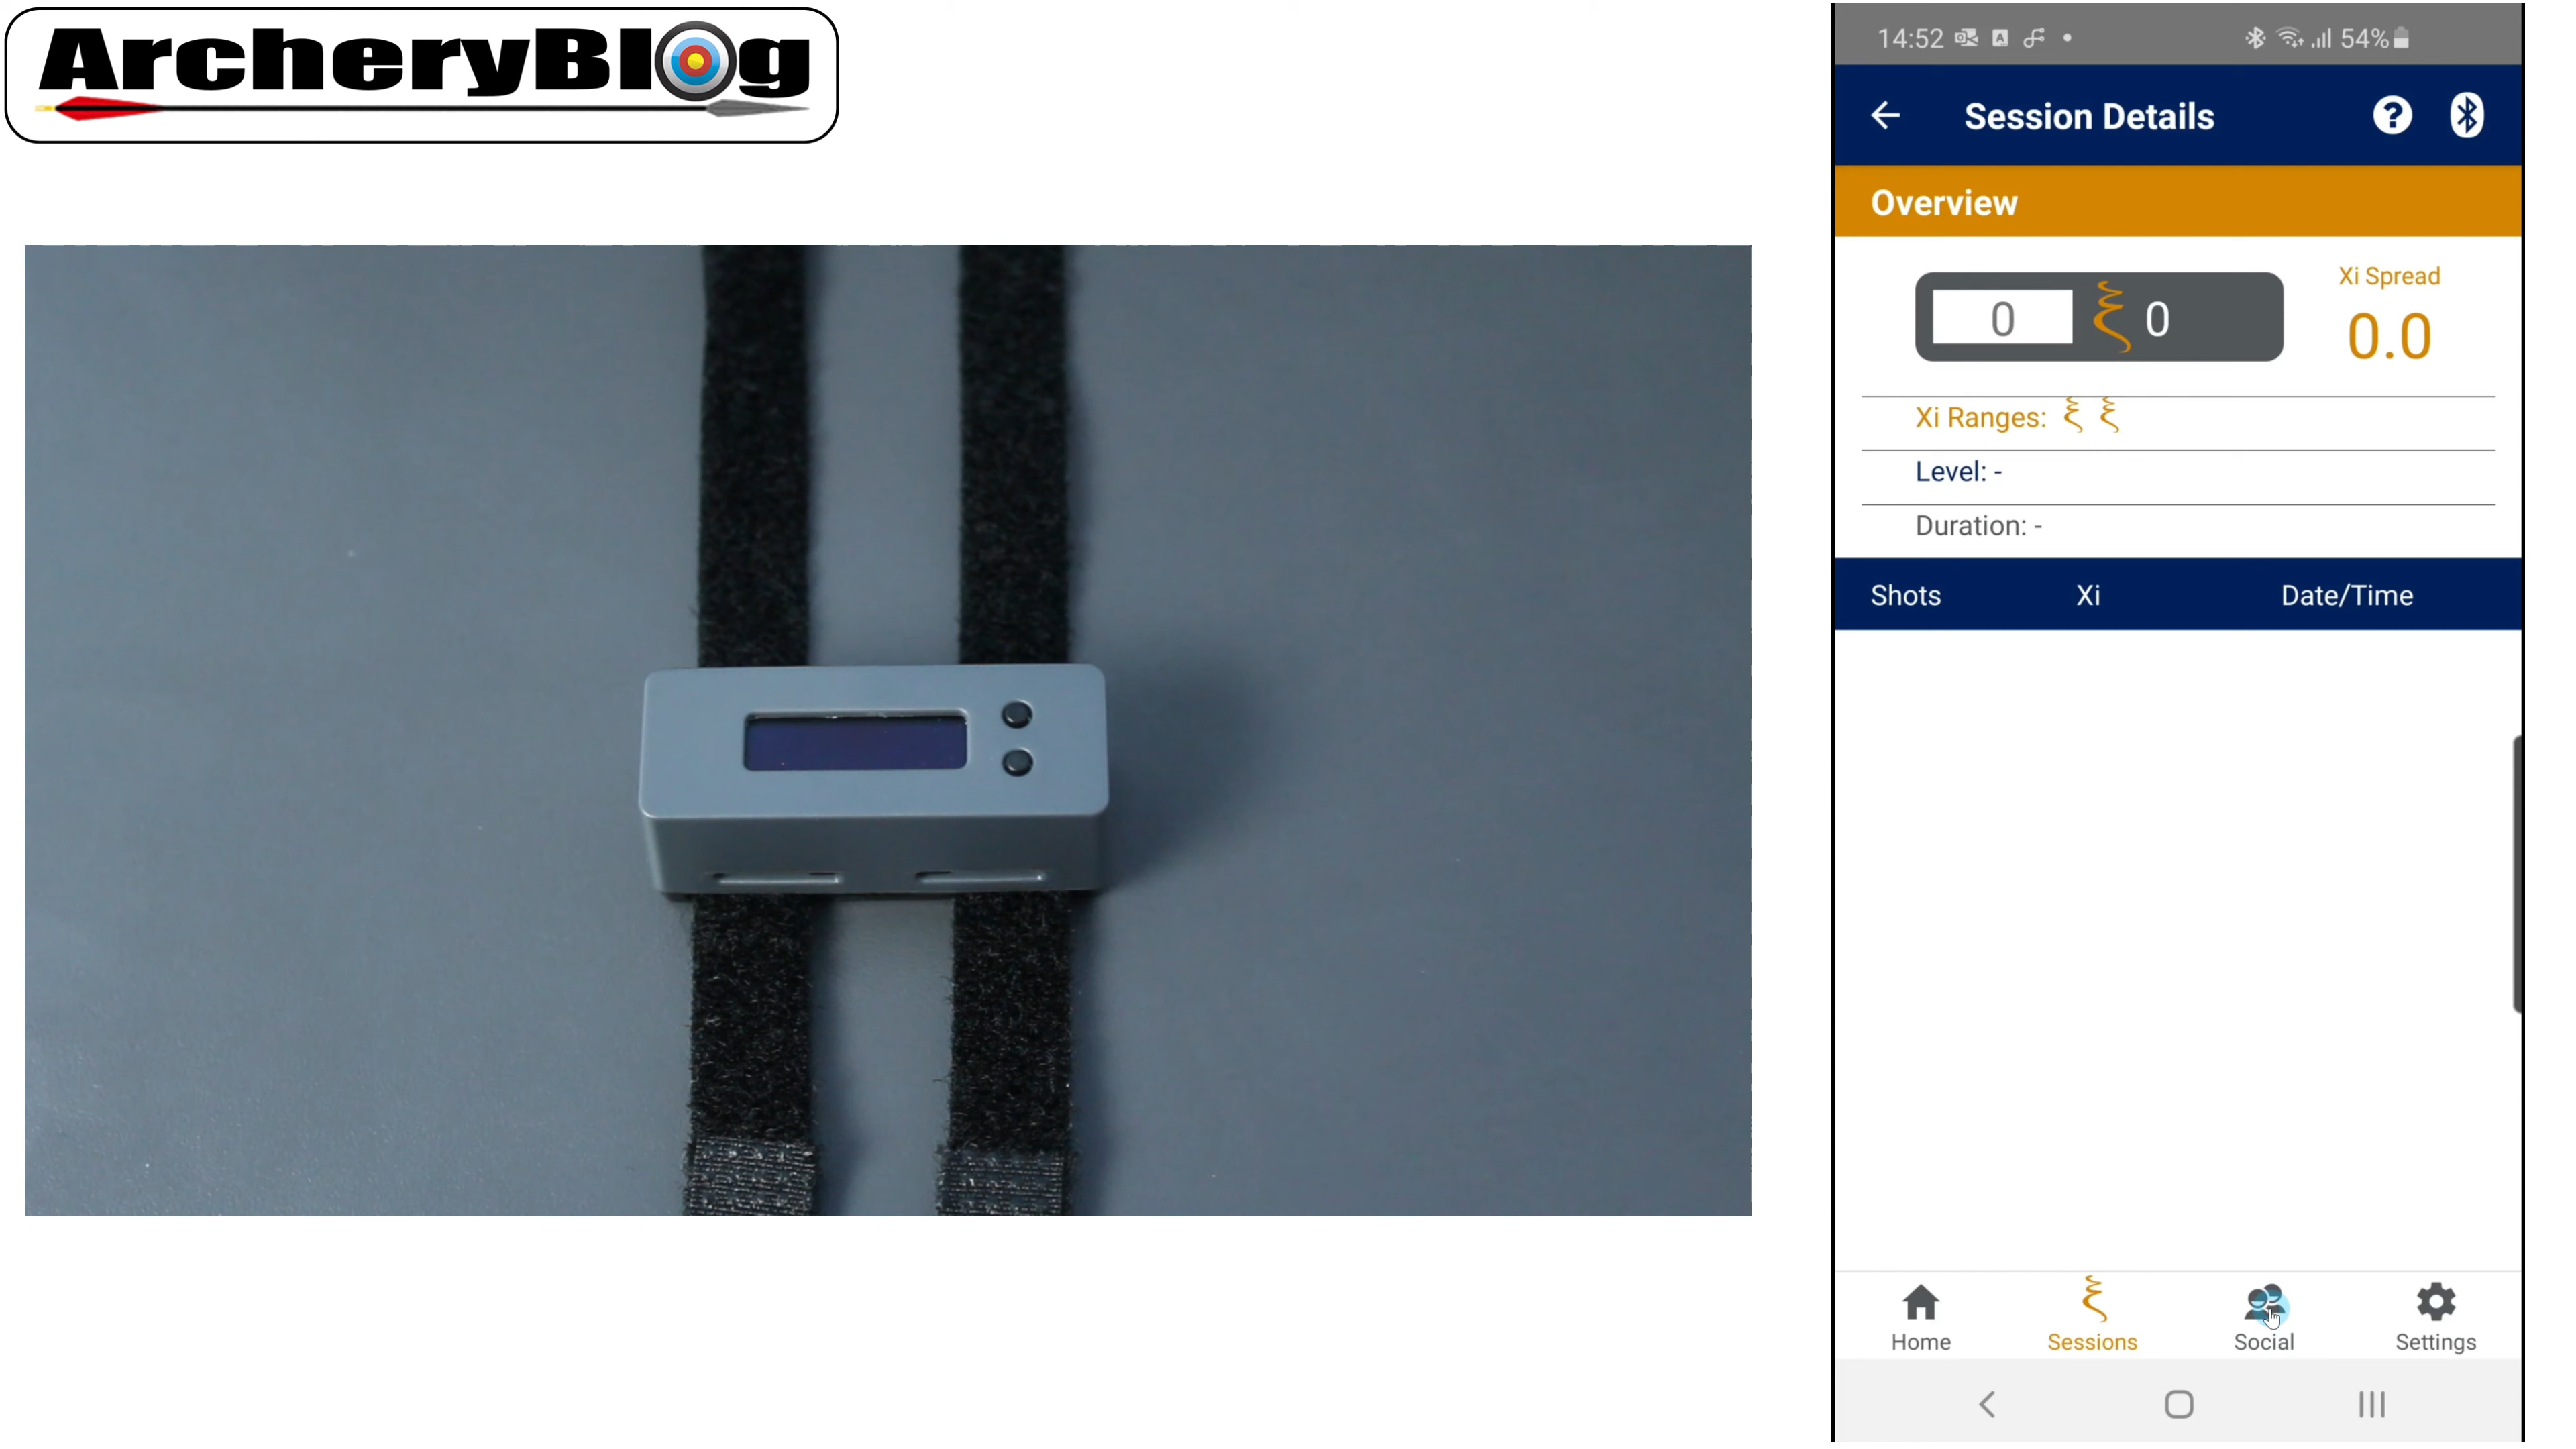 ArcheryBlog
14:52
54%
Session Details
Overview
0
0
Xi Spread
0.0
Xi Ranges:
Level: -
Duration: -
Shots Xi Date/Time
Home Sessions Social Settings